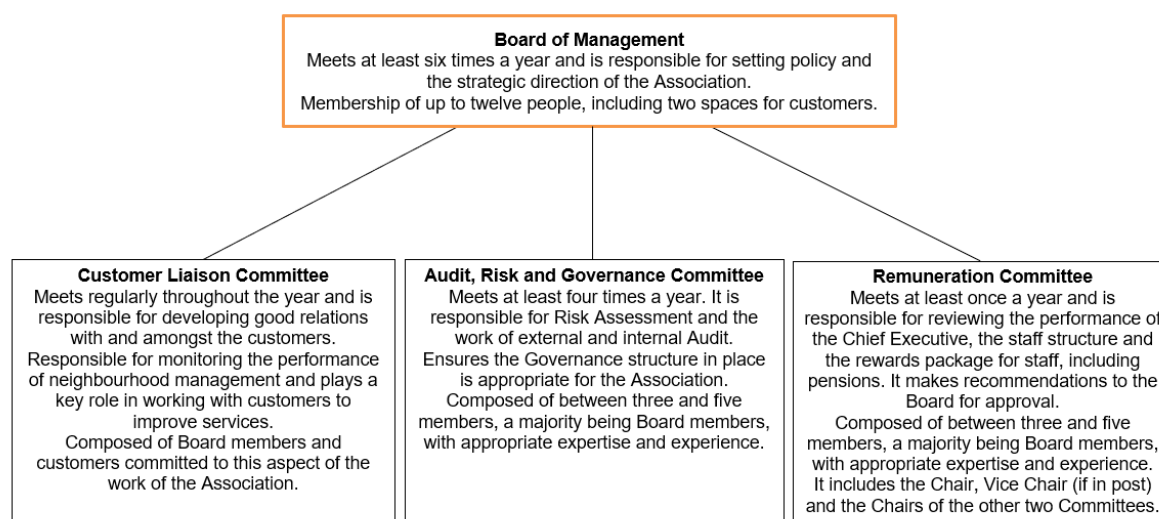 Board of Management
Meets at least six times a year and is responsible for setting policy and
the strategic direction of the Association.
Membership of up to twelve people, including two spaces for customers.
Customer Liaison Committee
Meets regularly throughout the year and is
responsible for developing good relations
with and amongst the customers.
Responsible for monitoring the performance
of neighbourhood management and plays a
key role in working with customers to
improve services.
Composed of Board members and
customers committed to this aspect of the
work of the Association.
Audit, Risk and Governance Committee
Meets at least four times a year. It is
responsible for Risk Assessment and the
work of external and internal Audit.
Ensures the Governance structure in place
is appropriate for the Association.
Composed of between three and five
members, a majority being Board members,
with appropriate expertise and experience.
Remuneration Committee
Meets at least once a year and is
responsible for reviewing the performance of
the Chief Executive, the staff structure and
the rewards package for staff, including
pensions. It makes recommendations to the
Board for approval.
Composed of between three and five
members, a majority being Board members,
with appropriate expertise and experience.
It includes the Chair, Vice Chair (if in post)
and the Chairs of the other two Committees.